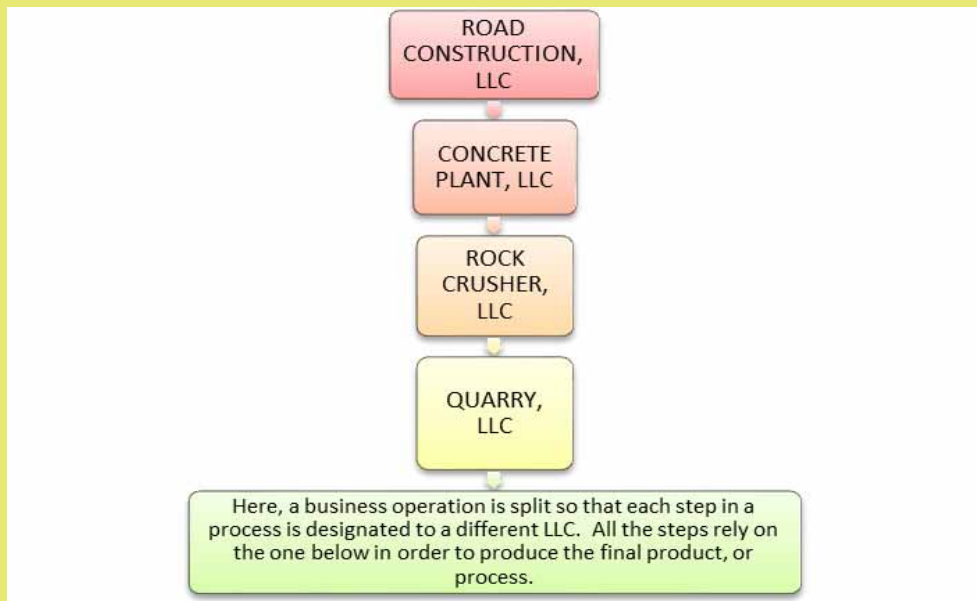 ROAD
CONSTRUCTION,
LLC
CONCRETE
PLANT, LLC
ROCK
CRUSHER,
LLC
QUARRY,
LLC
Here, a business operation is split so that each step in a
process is designated to a different LLC.  All the steps rely on
the one below in order to produce the final product, or
process.